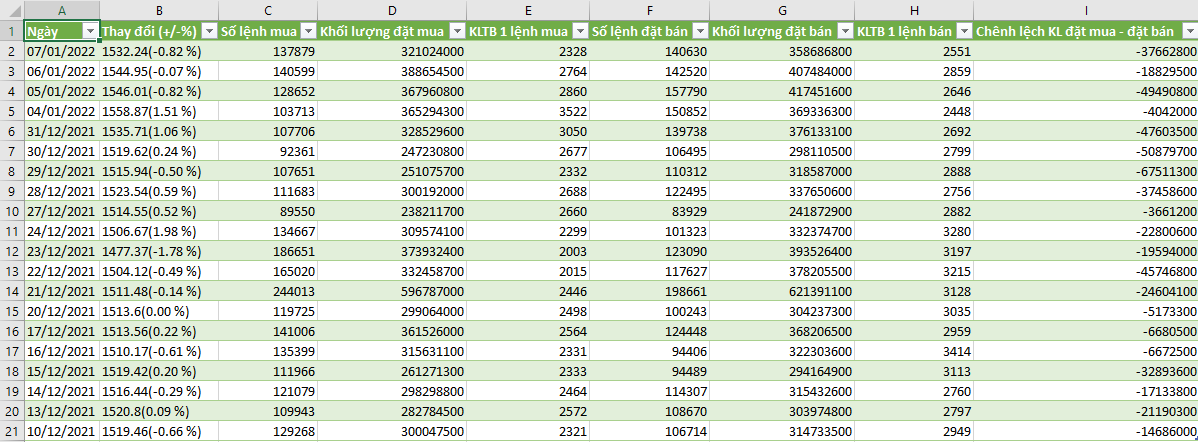 A B C D E F G H I
1 Ngày Thay đổi (+/-%) Số lệnh mua Khối lượng đặt mua KLTB 1 lệnh mua Số lệnh đặt bán Khối lượng đặt bán KLTB 1 lệnh bán Chênh lệch KL đặt mua - đặt bán
2 07/01/2022 1532.24(-0.82 %) 137879 321024000 2328 140630 358686800 2551 -37662800
3 06/01/2022 1544.95(-0.07 %) 140599 388654500 2764 142520 407484000 2859 -18829500
4 05/01/2022 1546.01(-0.82 %) 128652 367960800 2860 157790 417451600 2646 -49490800
5 04/01/2022 1558.87(1.51 %) 103713 365294300 3522 150852 369336300 2448 -4042000
6 31/12/2021 1535.71(1.06 %) 107706 328529600 3050 139738 376133100 2692 -47603500
7 30/12/2021 1519.62(0.24 %) 92361 247230800 2677 106495 298110500 2799 -50879700
8 29/12/2021 1515.94(-0.50 %) 107651 251075700 2332 110312 318587000 2888 -67511300
9 28/12/2021 1523.54(0.59 %) 111683 300192000 2688 122495 337650600 2756 -37458600
10 27/12/2021 1514.55(0.52 %) 89550 238211700 2660 83929 241872900 2882 -3661200
11 24/12/2021 1506.67(1.98 %) 134667 309574100 2299 101323 332374700 3280 -22800600
12 23/12/2021 1477.37(-1.78 %) 186651 373932400 2003 123090 393526400 3197 -19594000
13 22/12/2021 1504.12(-0.49 %) 165020 332458700 2015 117627 378205500 3215 -45746800
14 21/12/2021 1511.48(-0.14 %) 244013 596787000 2446 198661 621391100 3128 -24604100
15 20/12/2021 1513.6(0.00 %) 119725 299064000 2498 100243 304237300 3035 -5173300
16 17/12/2021 1513.56(0.22 %) 141006 361526000 2564 124448 368206500 2959 -6680500
17 16/12/2021 1510.17(-0.61 %) 135399 315631100 2331 94406 322303600 3414 -6672500
18 15/12/2021 1519.42(0.20 %) 111966 261271300 2333 94489 294164900 3113 -32893600
19 14/12/2021 1516.44(-0.29 %) 121079 298298800 2464 114307 315432600 2760 -17133800
20 13/12/2021 1520.8(0.09 %) 109943 282784500 2572 108670 303974800 2797 -21190300
21 10/12/2021 1519.46(-0.66 %) 129268 300047500 2321 106714 314733500 2949 -14686000